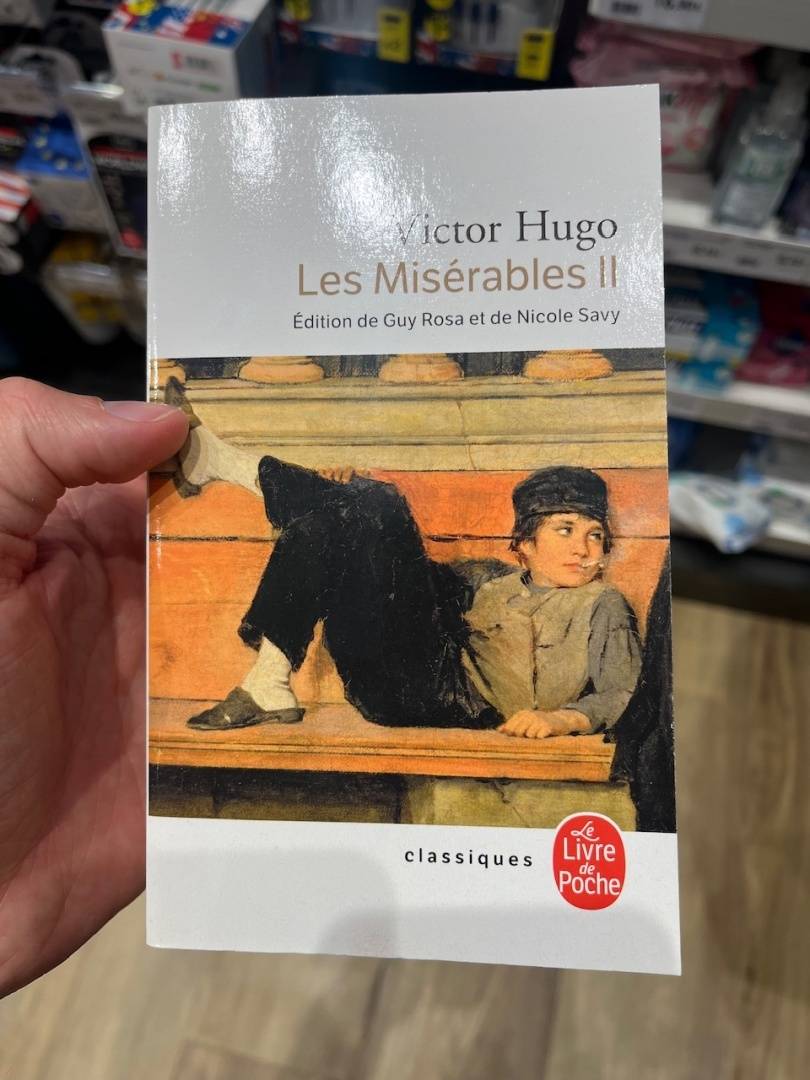 Victor Hugo
Les Misérables II
Édition de Guy Rosa et de Nicole Savy
classiques
Le
Livre
de
Poche